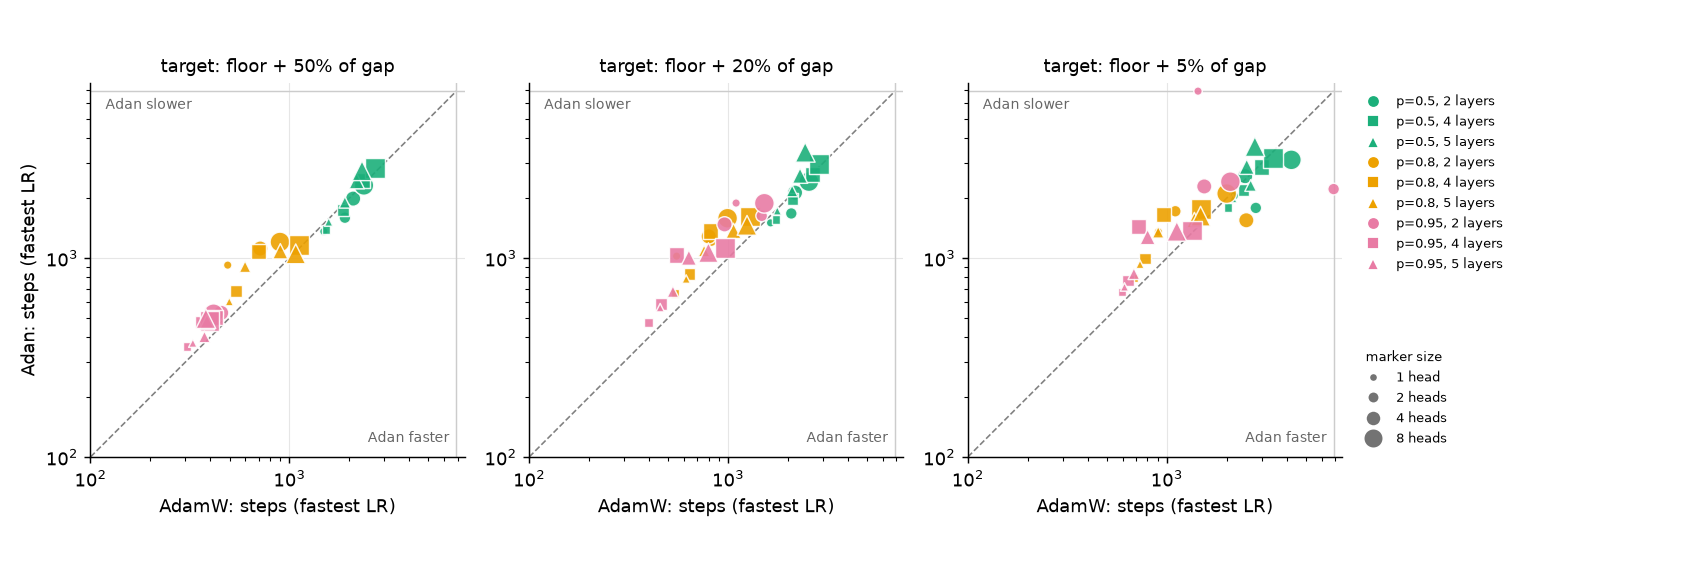 target: floor + 50% of gap
target: floor + 20% of gap
target: floor + 5% of gap
Adan slower
Adan slower
Adan slower
Adan faster
Adan faster
Adan faster
Adan: steps (fastest LR)
10³
10²
10³
10²
10³
10²
10²
10³
10²
10³
10²
10³
AdamW: steps (fastest LR)
AdamW: steps (fastest LR)
AdamW: steps (fastest LR)
p=0.5, 2 layers
p=0.5, 4 layers
p=0.5, 5 layers
p=0.8, 2 layers
p=0.8, 4 layers
p=0.8, 5 layers
p=0.95, 2 layers
p=0.95, 4 layers
p=0.95, 5 layers
marker size
1 head
2 heads
4 heads
8 heads